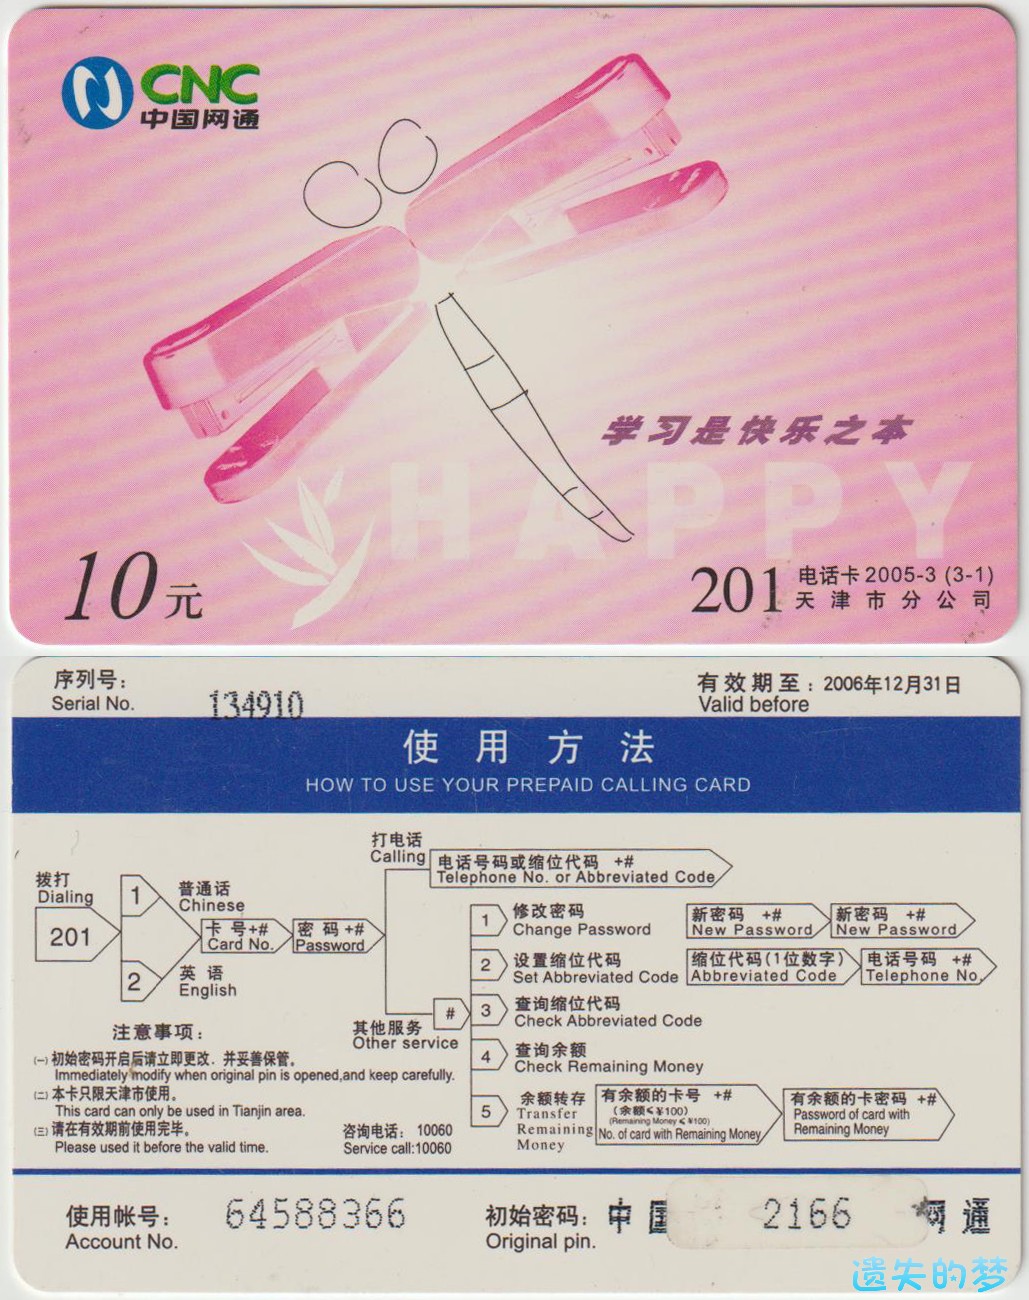 CNC
中国网通
学习是快乐之本
HAPPY
10元
201 电话卡 2005-3 (3-1)
天津市分公司
序列号：
Serial No. 134910
有效期至：2006年12月31日
Valid before
使用方法
HOW TO USE YOUR PREPAID CALLING CARD
拨打
Dialing
201
1
普通话
Chinese
2
英语
English
卡号+#
Card No.
密码+#
Password
打电话
Calling
电话号码或缩位代码 +#
Telephone No. or Abbreviated Code
其他服务
Other service
#
1
修改密码
Change Password
新密码 +#
New Password
新密码 +#
New Password
2
设置缩位代码
Set Abbreviated Code
缩位代码(1位数字)
Abbreviated Code
电话号码 +#
Telephone No.
3
查询缩位代码
Check Abbreviated Code
4
查询余额
Check Remaining Money
5
余额转存
Transfer
Remaining
Money
有余额的卡号 +#
(余额≤￥100)
(Remaining Money ≤￥100)
No. of card with Remaining Money
有余额的卡密码 +#
Password of card with
Remaining Money
注意事项：
(一) 初始密码开启后请立即更改．并妥善保管。
Immediately modify when original pin is opened,and keep carefully.
(二) 本卡只限天津市使用。
This card can only be used in Tianjin area.
(三) 请在有效期前使用完毕。
Please used it before the valid time.
咨询电话：10060
Service call:10060
使用帐号：
Account No. 64588366
初始密码：
Original pin. 中国 2166 网通
遗失的梦